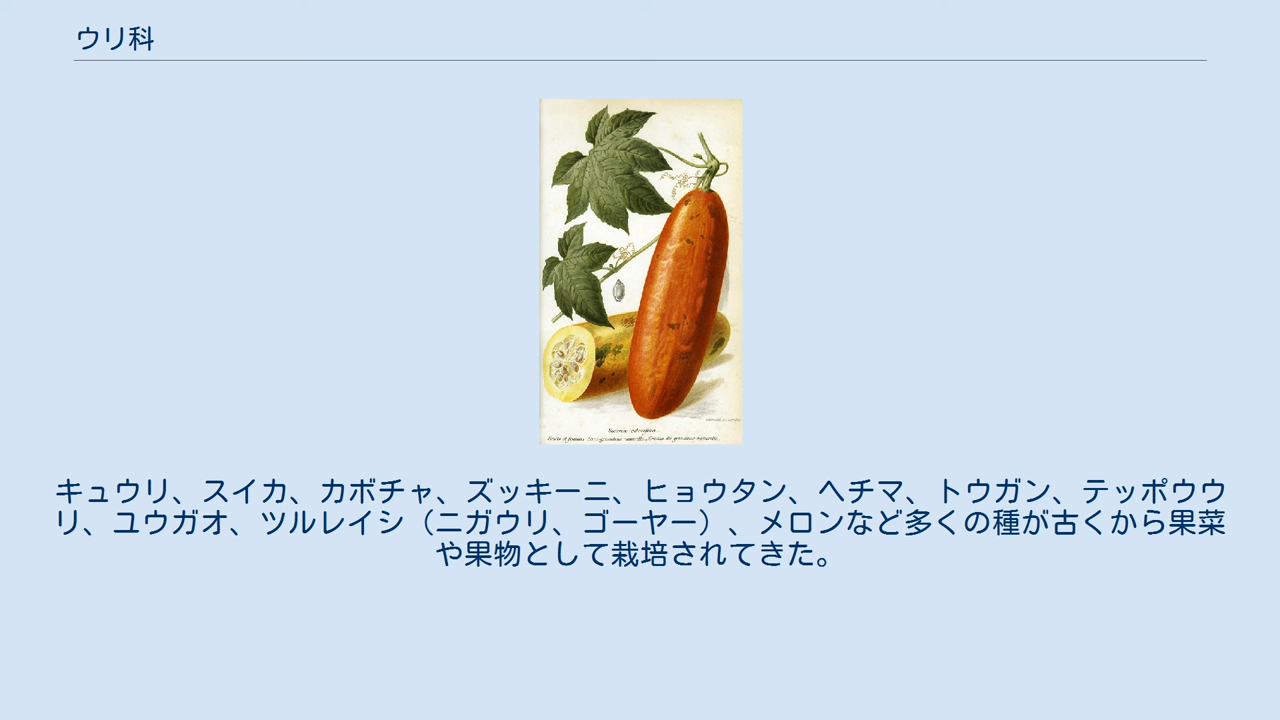 ウリ科
キュウリ、スイカ、カボチャ、ズッキーニ、ヒョウタン、ヘチマ、トウガン、テッポウウ
リ、ユウガオ、ツルレイシ（ニガウリ、ゴーヤー）、メロンなど多くの種が古くから果菜
や果物として栽培されてきた。